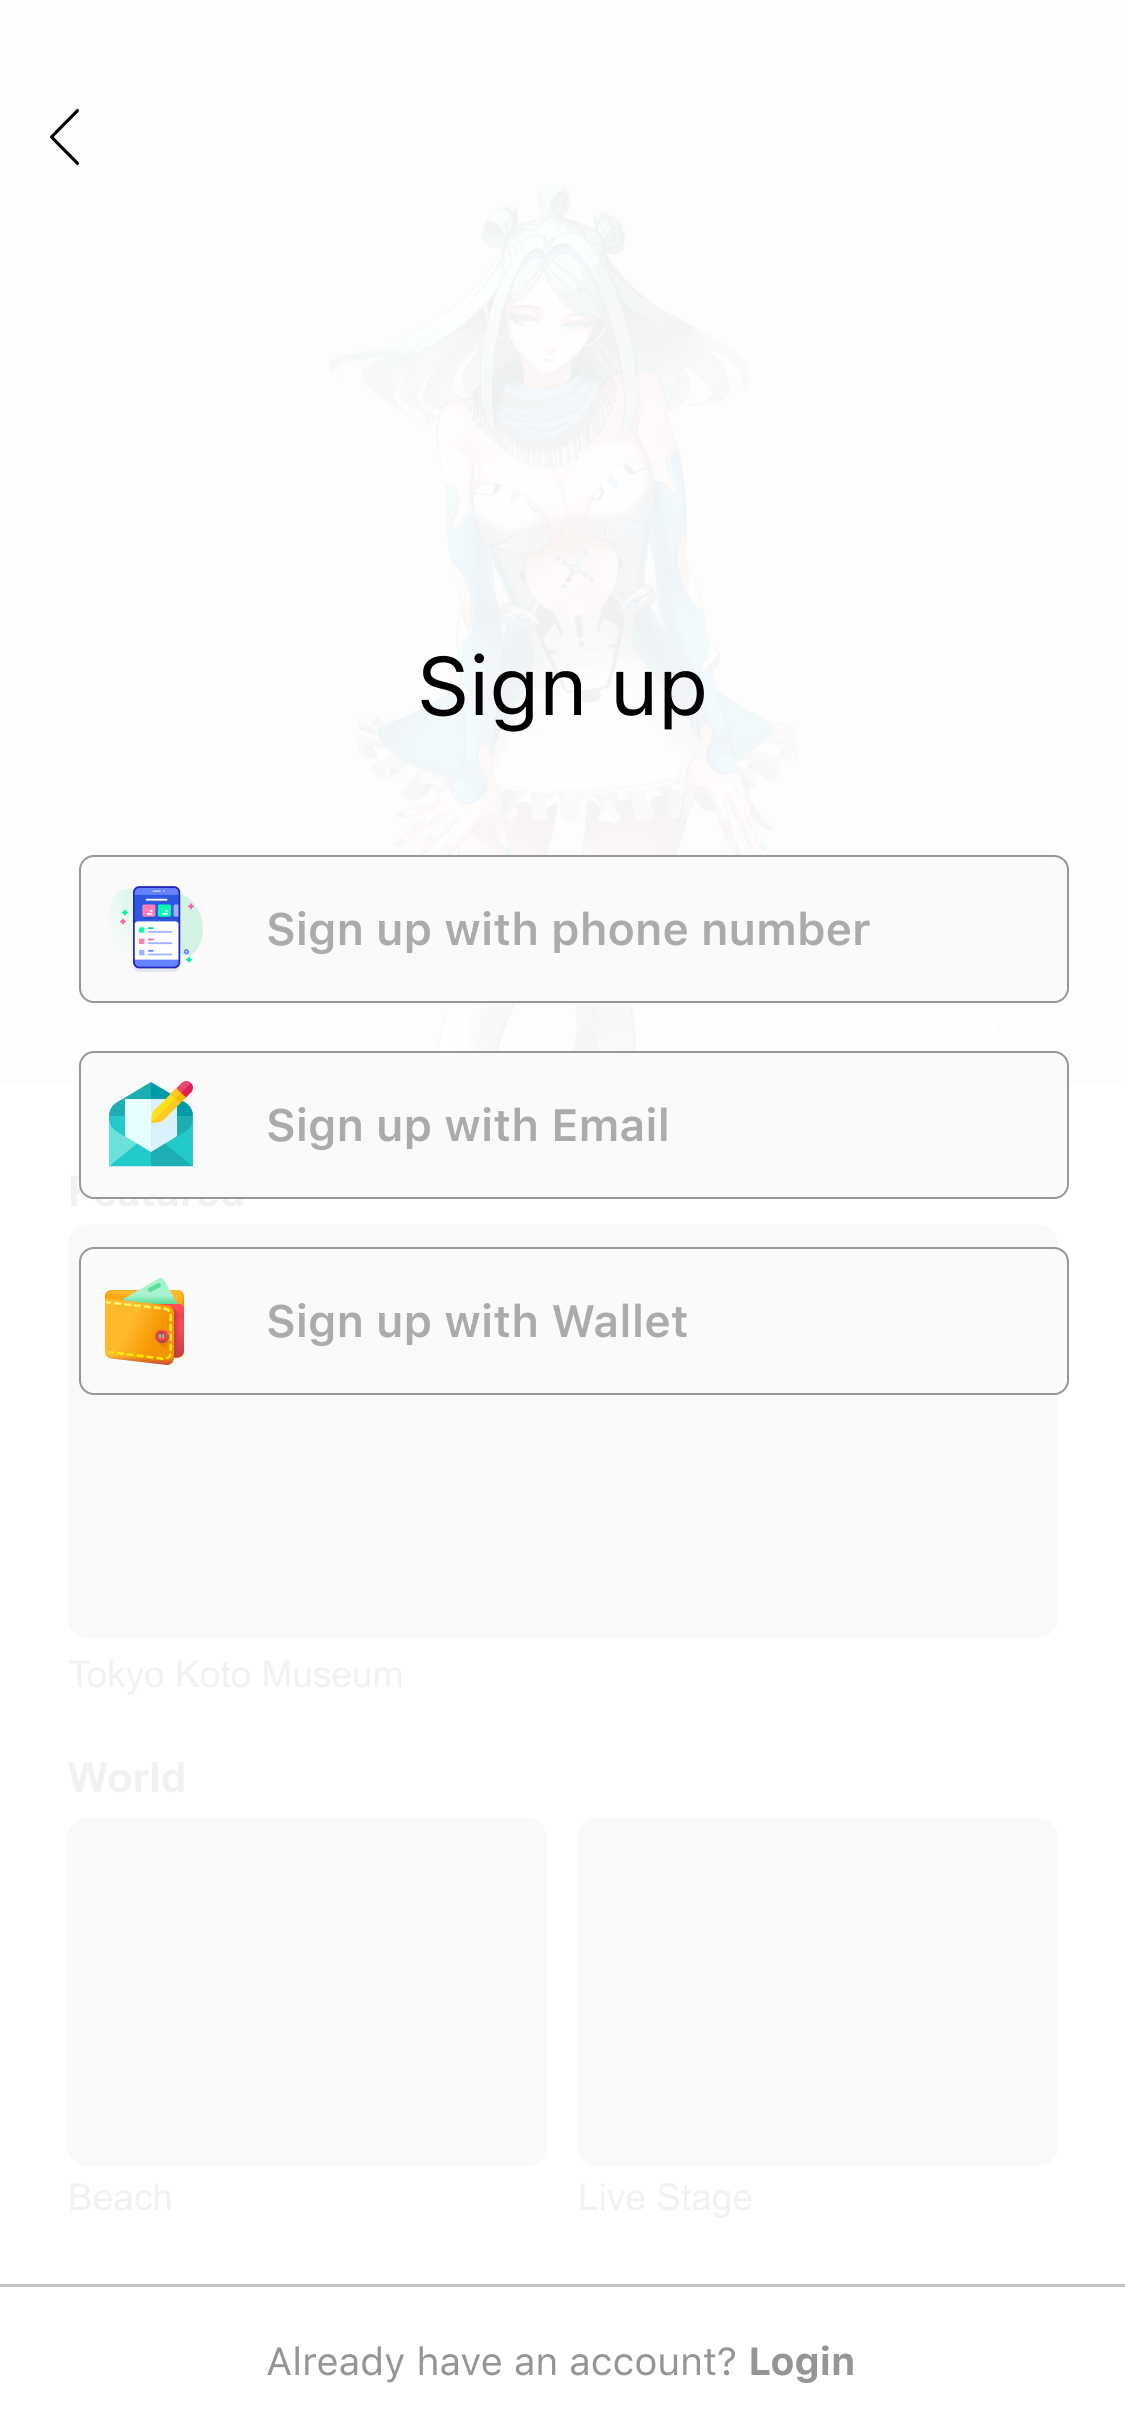 Sign up
Sign up with phone number
Sign up with Email
Featured
Sign up with Wallet
Tokyo Koto Museum
World
Beach
Live Stage
Already have an account? Login